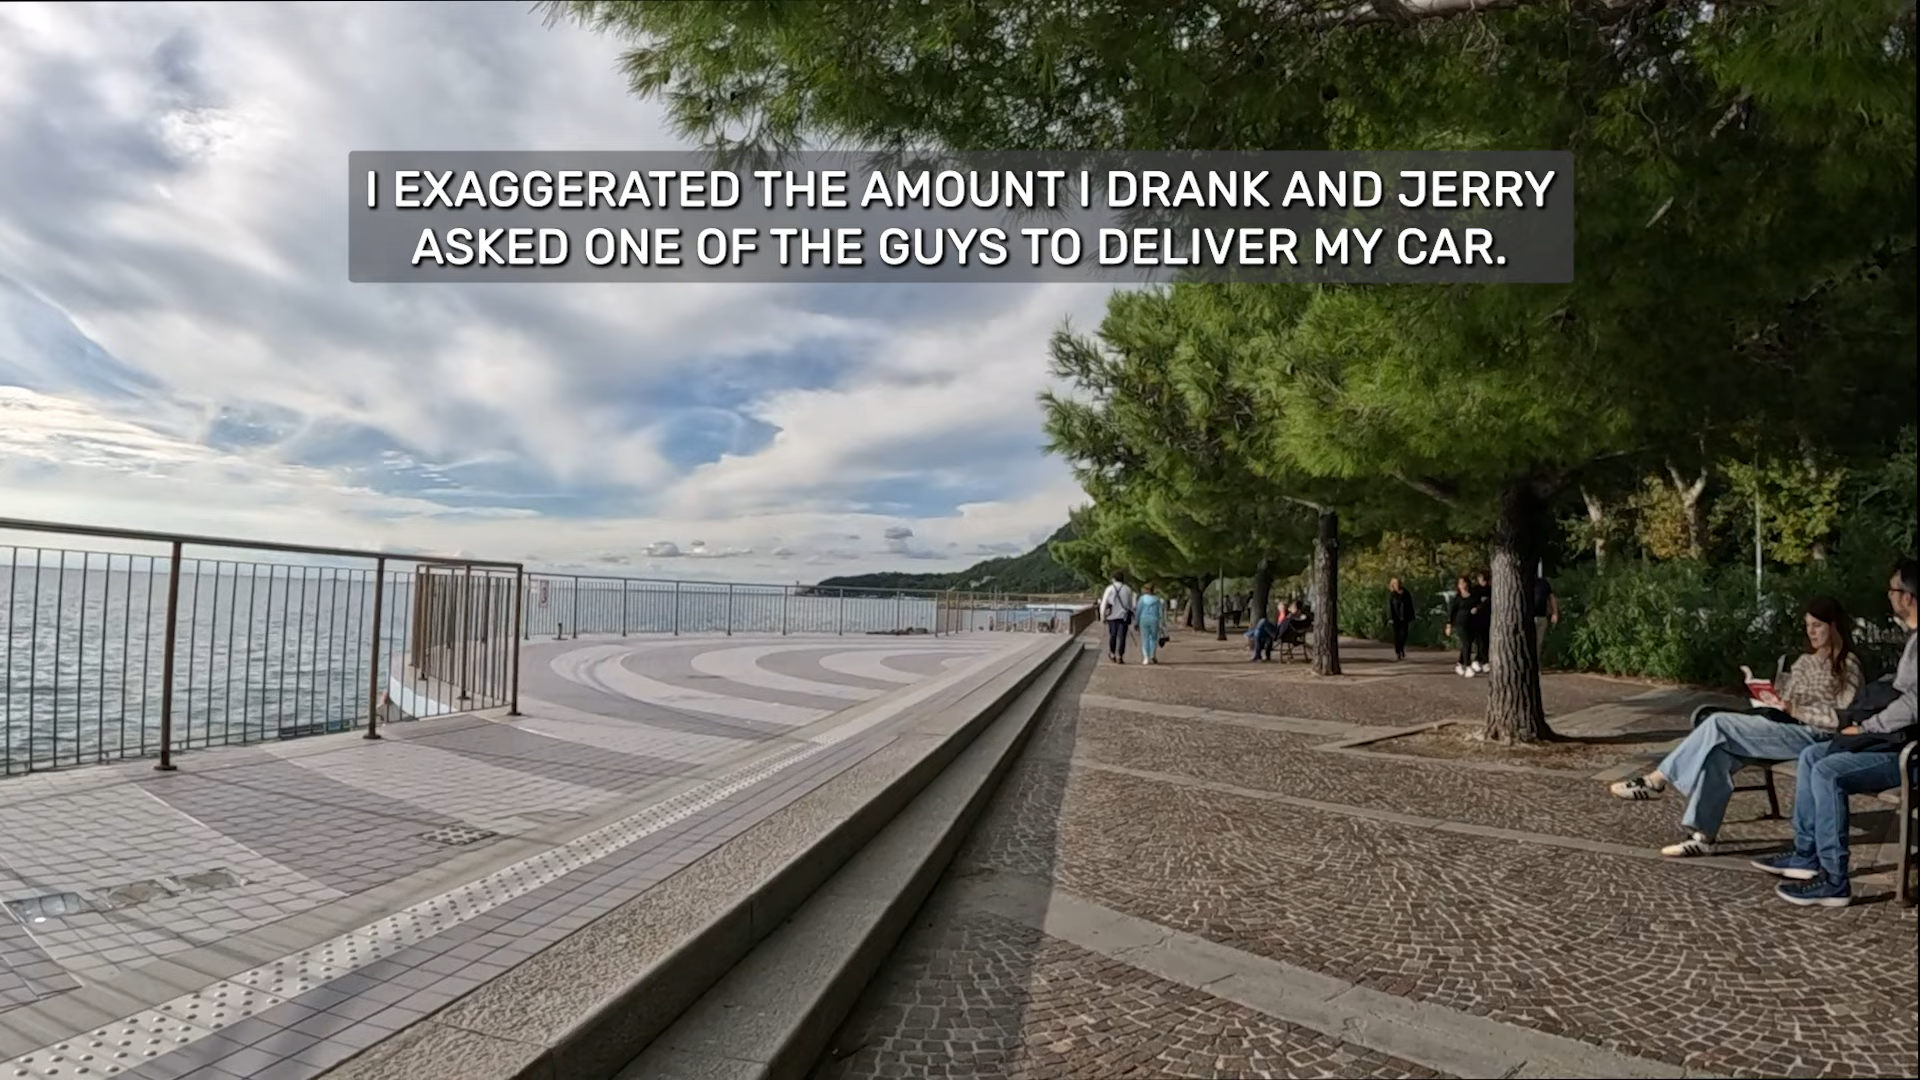 I EXAGGERATED THE AMOUNT I DRANK AND JERRY
ASKED ONE OF THE GUYS TO DELIVER MY CAR.